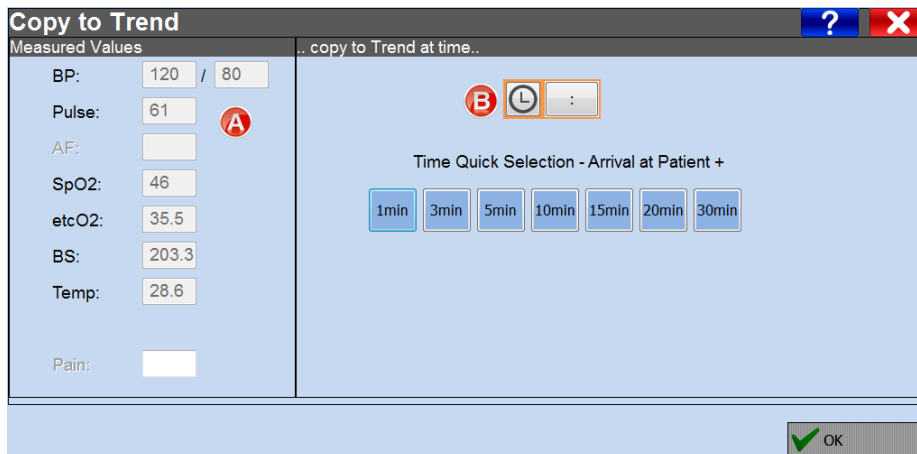 Copy to Trend ?
Measured Values
.. copy to Trend at time..
BP: 120 / 80
B :
Pulse: 61
A
AF:
Time Quick Selection - Arrival at Patient +
SpO2: 46
1min 3min 5min 10min 15min 20min 30min
etcO2: 35.5
BS: 203.3
Temp: 28.6
Pain:
OK